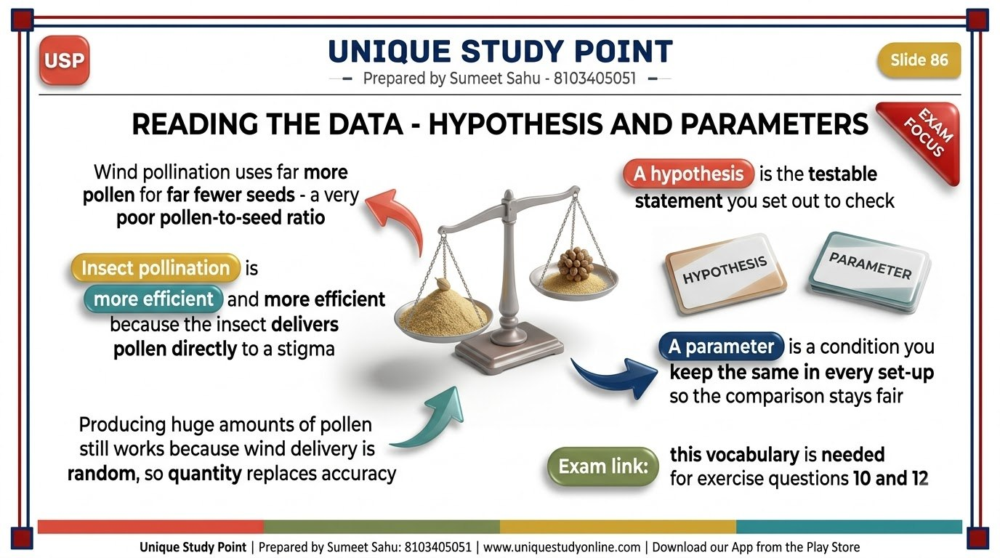 USP
UNIQUE STUDY POINT
Prepared by Sumeet Sahu - 8103405051
Slide 86
READING THE DATA - HYPOTHESIS AND PARAMETERS
EXAM
FOCUS
Wind pollination uses far more
pollen for far fewer seeds - a very
poor pollen-to-seed ratio
Insect pollination is
more efficient and more efficient
because the insect delivers
pollen directly to a stigma
Producing huge amounts of pollen
still works because wind delivery is
random, so quantity replaces accuracy
A hypothesis is the testable
statement you set out to check
HYPOTHESIS
PARAMETER
A parameter is a condition you
keep the same in every set-up
so the comparison stays fair
Exam link:
this vocabulary is needed
for exercise questions 10 and 12
Unique Study Point | Prepared by Sumeet Sahu: 8103405051 | www.uniquestudyonline.com | Download our App from the Play Store